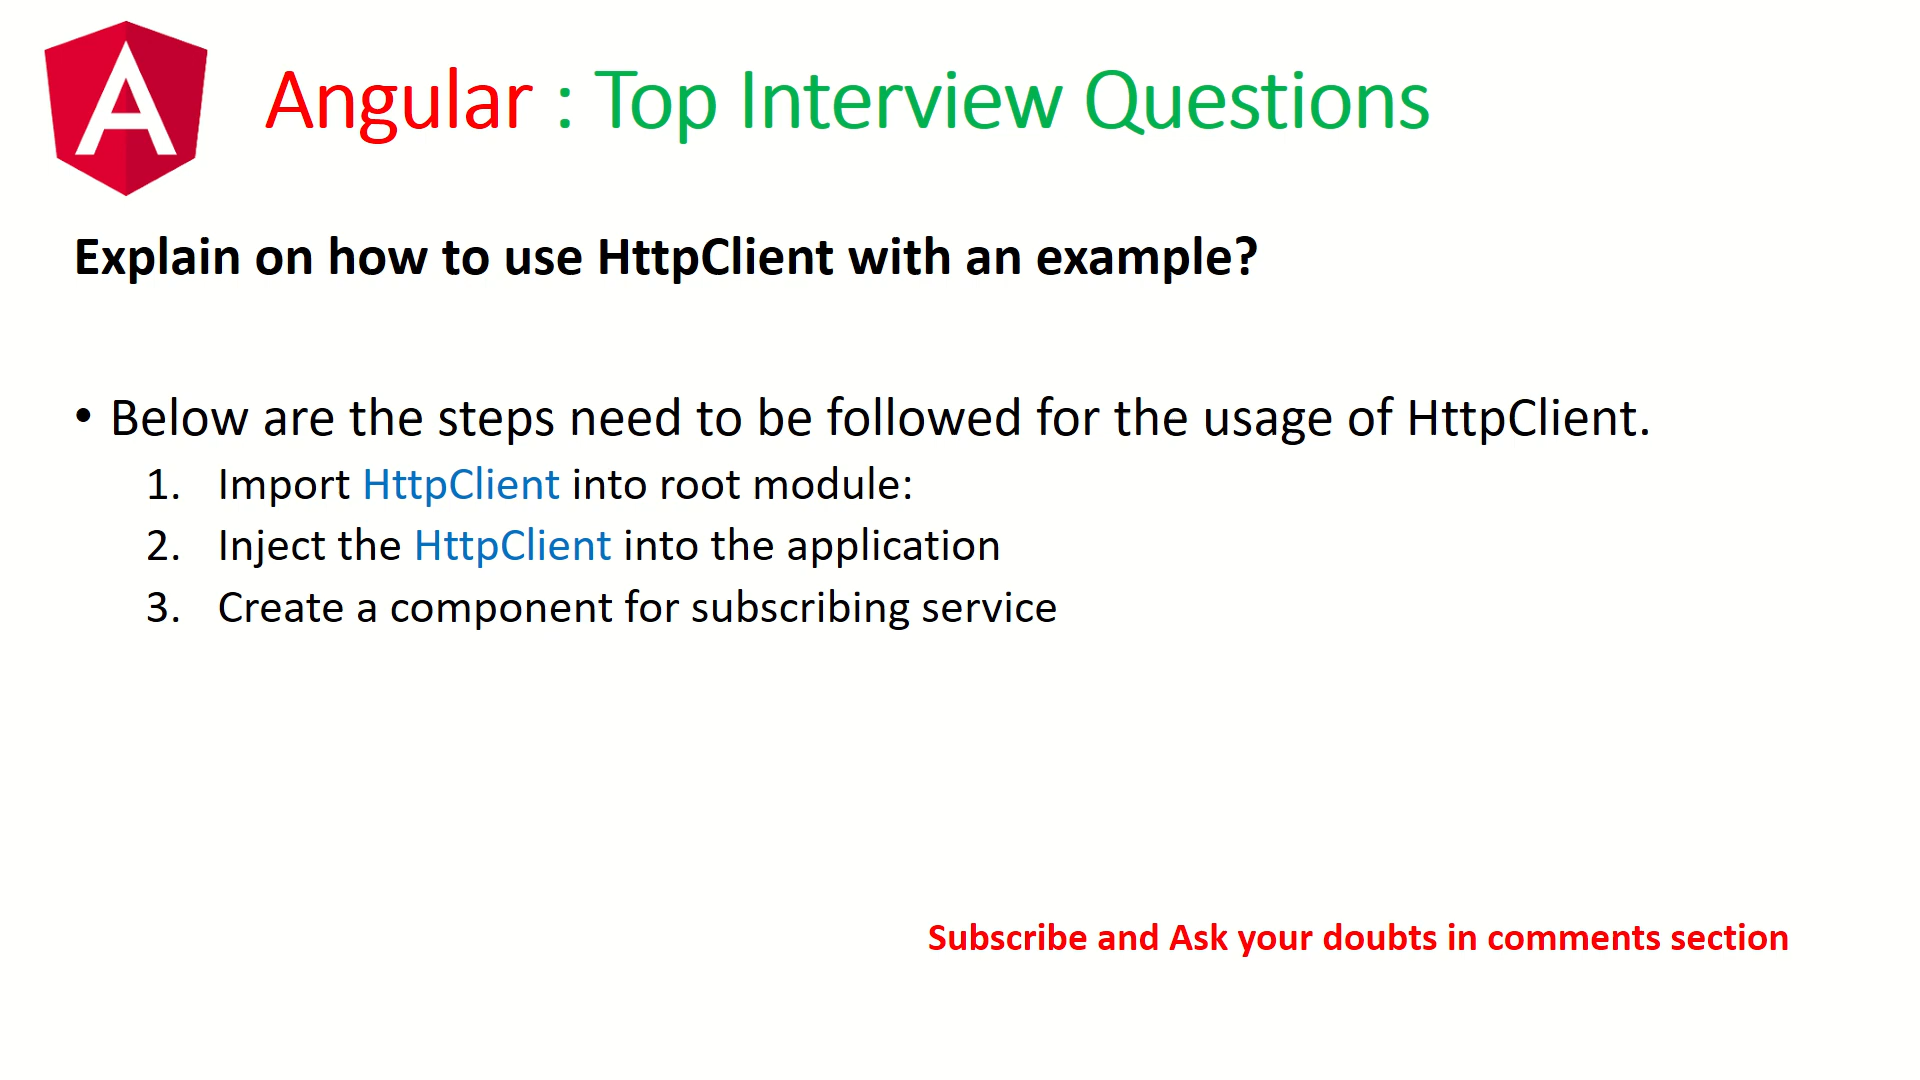 Angular : Top Interview Questions
Explain on how to use HttpClient with an example?
• Below are the steps need to be followed for the usage of HttpClient.
1. Import HttpClient into root module:
2. Inject the HttpClient into the application
3. Create a component for subscribing service
Subscribe and Ask your doubts in comments section